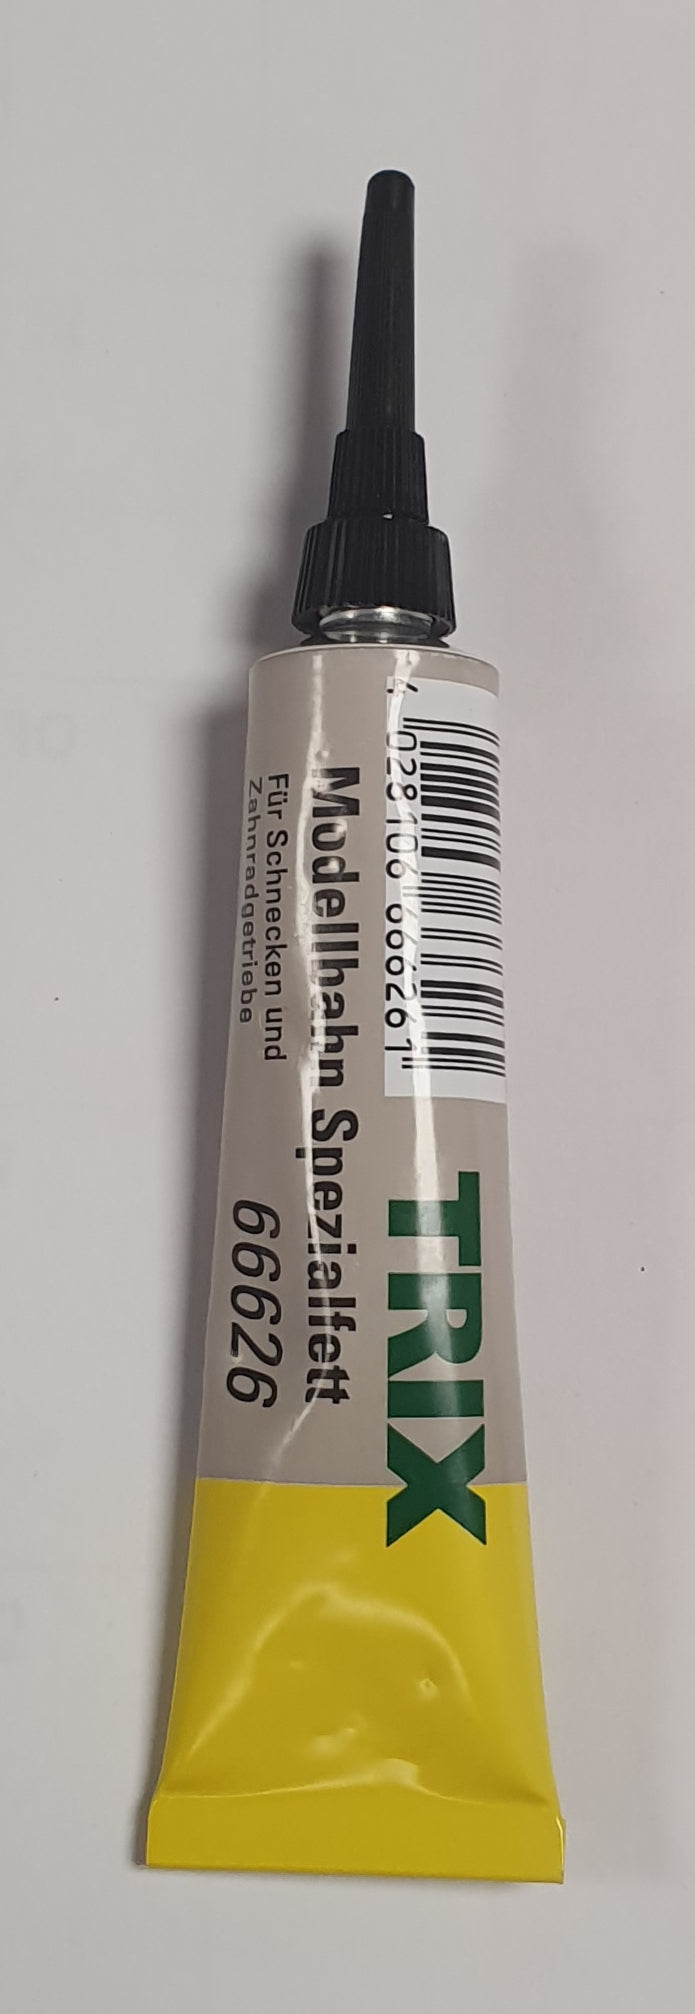 4 028106 666261
TRIX
Modellbahn Spezialfett
Für Schnecken und
Zahnradgetriebe
66626